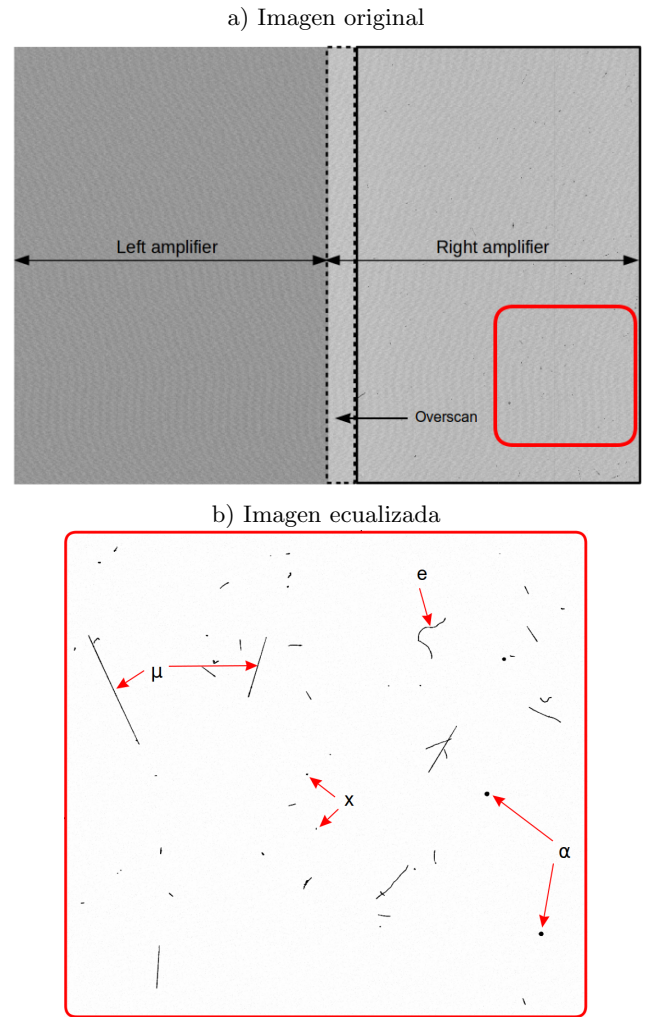 a) Imagen original
Left amplifier
Right amplifier
Overscan
b) Imagen ecualizada
e
μ
x
α